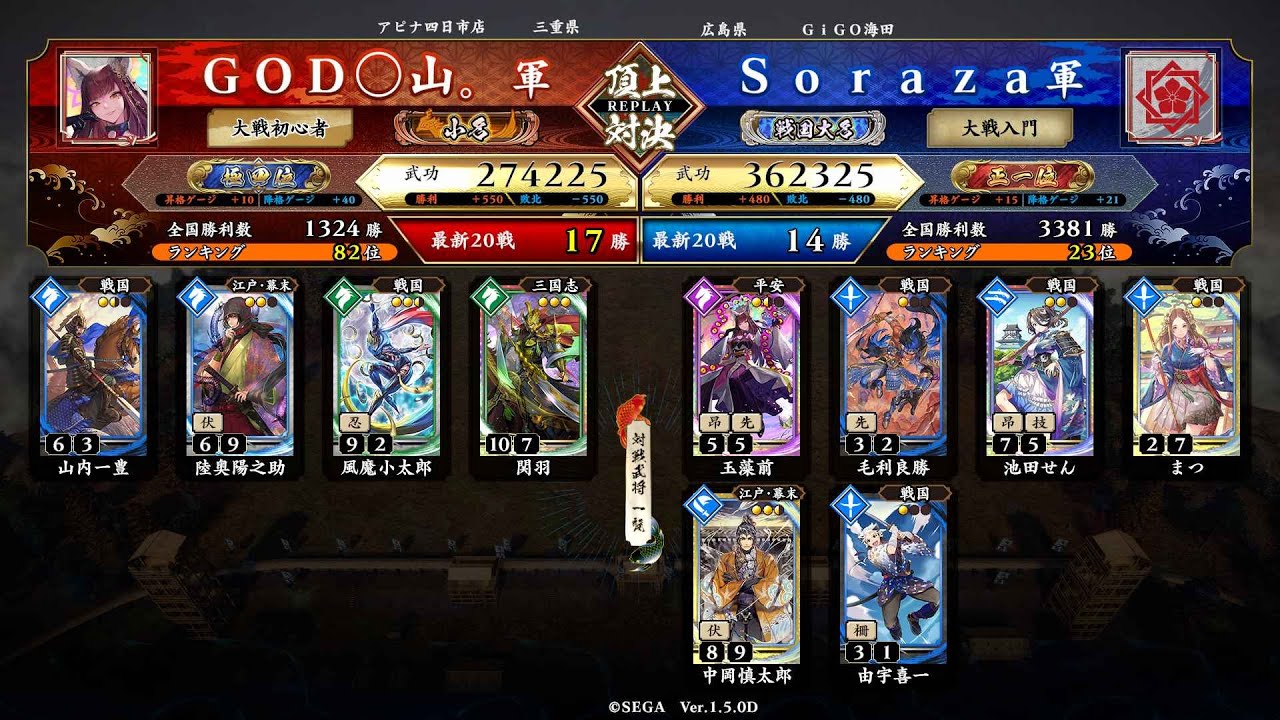 アピナ四日市店 三重県
広島県 GiGO海田
GOD〇山。軍
頂上
REPLAY
対決
Soraza軍
大戦初心者
小名
戦国大名
大戦入門
極四位
昇格ゲージ +10 降格ゲージ +40
武功 274225
勝利 +550 敗北 -550
武功 362325
勝利 +480 敗北 -480
正一位
昇格ゲージ +15 降格ゲージ +21
全国勝利数 1324勝
ランキング 82位
最新20戦 17勝
最新20戦 14勝
全国勝利数 3381勝
ランキング 23位
戦国
6 3
山内一豊
江戸・幕末
伏
6 9
陸奥陽之助
戦国
忍
9 2
風魔小太郎
三国志
10 7
関羽
対戦武将一覧
平安
昂 先
5 5
玉藻前
戦国
先
3 2
毛利良勝
戦国
昂 技
7 5
池田せん
戦国
2 7
まつ
江戸・幕末
伏
8 9
中岡慎太郎
戦国
柵
3 1
由宇喜一
©SEGA Ver.1.5.0D